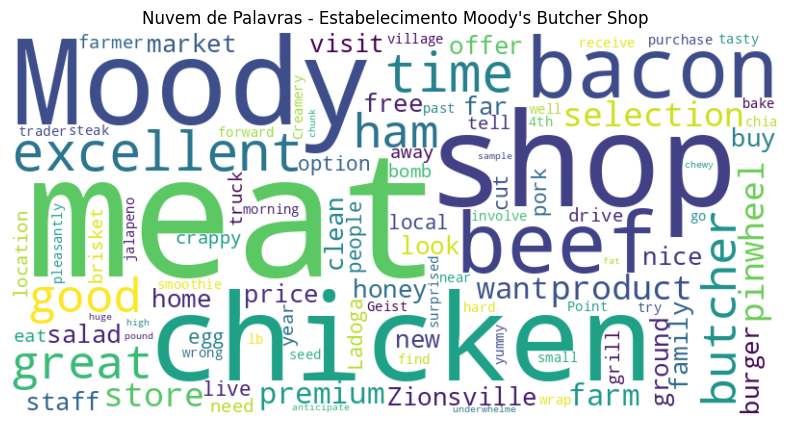 Nuvem de Palavras - Estabelecimento Moody's Butcher Shop
Moody
farmer
market
visit
village
offer
receive
purchase
tasty
time
bacon
trader
steak
forward
Creamery
chunk
free
past
far
tell
selection
well
4th
bake
chia
buy
excellent
ham
option
away
bomb
sample
shop
cut
pork
chewy
meat
truck
morning
jalapeno
brisket
pleasantly
location
crappy
clean
people
local
look
involve
drive
go
beef
nice
butcher
pinwheel
fat
near
surprised
honey
want
product
good
smoothie
home
price
huge
high
pound
eat
salad
egg
wrong
lb
year
seed
Geist
Ladoga
new
find
hard
Point
try
yummy
small
grill
ground
family
burger
chicken
great
store
live
need
staff
premium
anticipate
Zionsville
underwhelme
wrap
farm